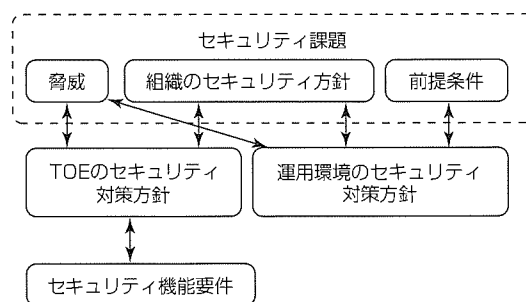 セキュリティ課題
脅威
組織のセキュリティ方針
前提条件
TOEのセキュリティ
対策方針
運用環境のセキュリティ
対策方針
セキュリティ機能要件